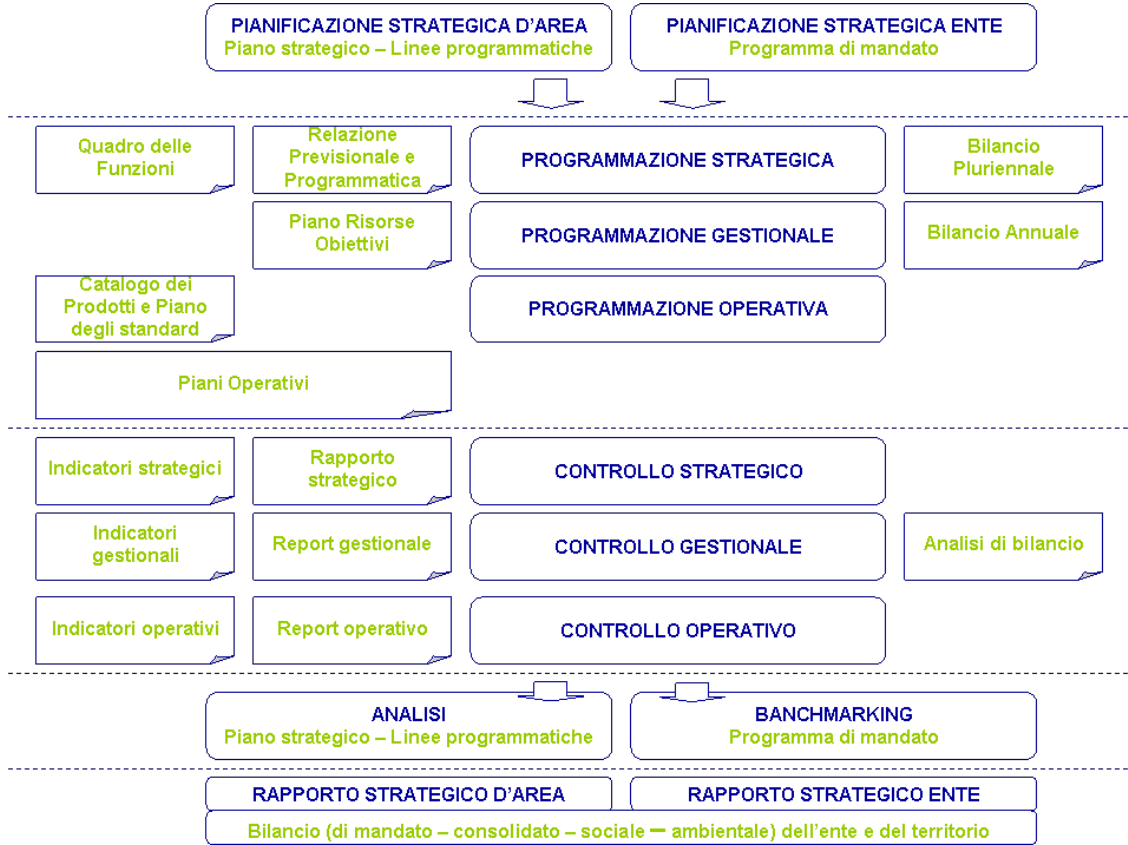 PIANIFICAZIONE STRATEGICA D'AREA
Piano strategico – Linee programmatiche
PIANIFICAZIONE STRATEGICA ENTE
Programma di mandato
Quadro delle
Funzioni
Relazione
Previsionale e
Programmatica
PROGRAMMAZIONE STRATEGICA
Bilancio
Pluriennale
Piano Risorse
Obiettivi
PROGRAMMAZIONE GESTIONALE
Bilancio Annuale
Catalogo dei
Prodotti e Piano
degli standard
PROGRAMMAZIONE OPERATIVA
Piani Operativi
Indicatori strategici
Rapporto
strategico
CONTROLLO STRATEGICO
Indicatori
gestionali
Report gestionale
CONTROLLO GESTIONALE
Analisi di bilancio
Indicatori operativi
Report operativo
CONTROLLO OPERATIVO
ANALISI
Piano strategico – Linee programmatiche
BANCHMARKING
Programma di mandato
RAPPORTO STRATEGICO D'AREA
RAPPORTO STRATEGICO ENTE
Bilancio (di mandato – consolidato – sociale – ambientale) dell'ente e del territorio